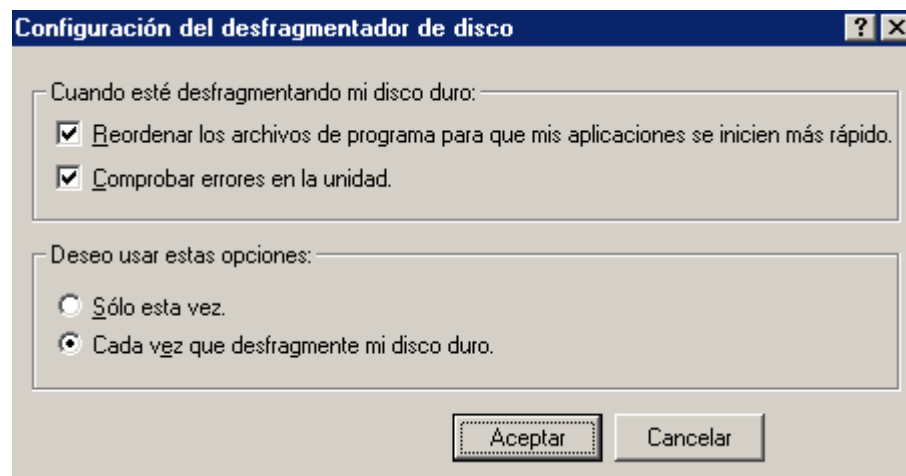 Configuración del desfragmentador de disco
Cuando esté desfragmentando mi disco duro:
Reordenar los archivos de programa para que mis aplicaciones se inicien más rápido.
Comprobar errores en la unidad.
Deseo usar estas opciones:
Sólo esta vez.
Cada vez que desfragmente mi disco duro.
Aceptar Cancelar